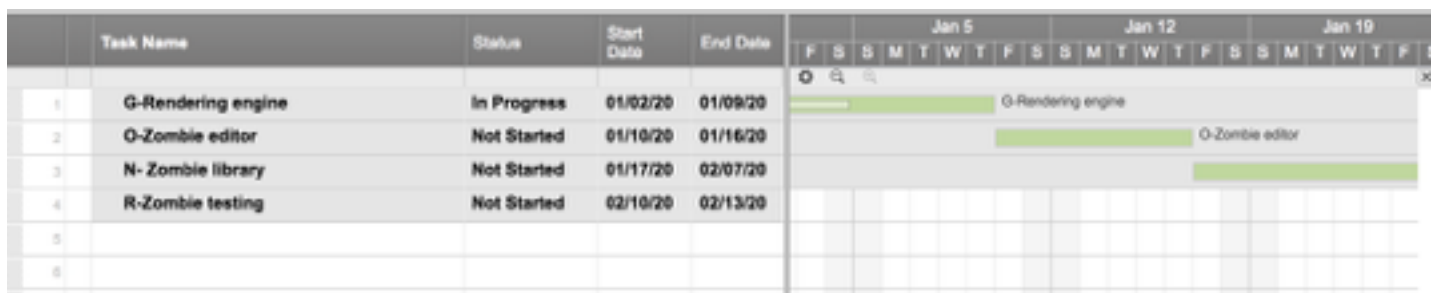 Task Name Status Start Date End Date
Jan 5 Jan 12 Jan 19
F S S M T W T F S S M T W T F S S M T W T F
1 G-Rendering engine In Progress 01/02/20 01/09/20 G-Rendering engine
2 O-Zombie editor Not Started 01/10/20 01/16/20 O-Zombie editor
3 N- Zombie library Not Started 01/17/20 02/07/20
4 R-Zombie testing Not Started 02/10/20 02/13/20
5
6